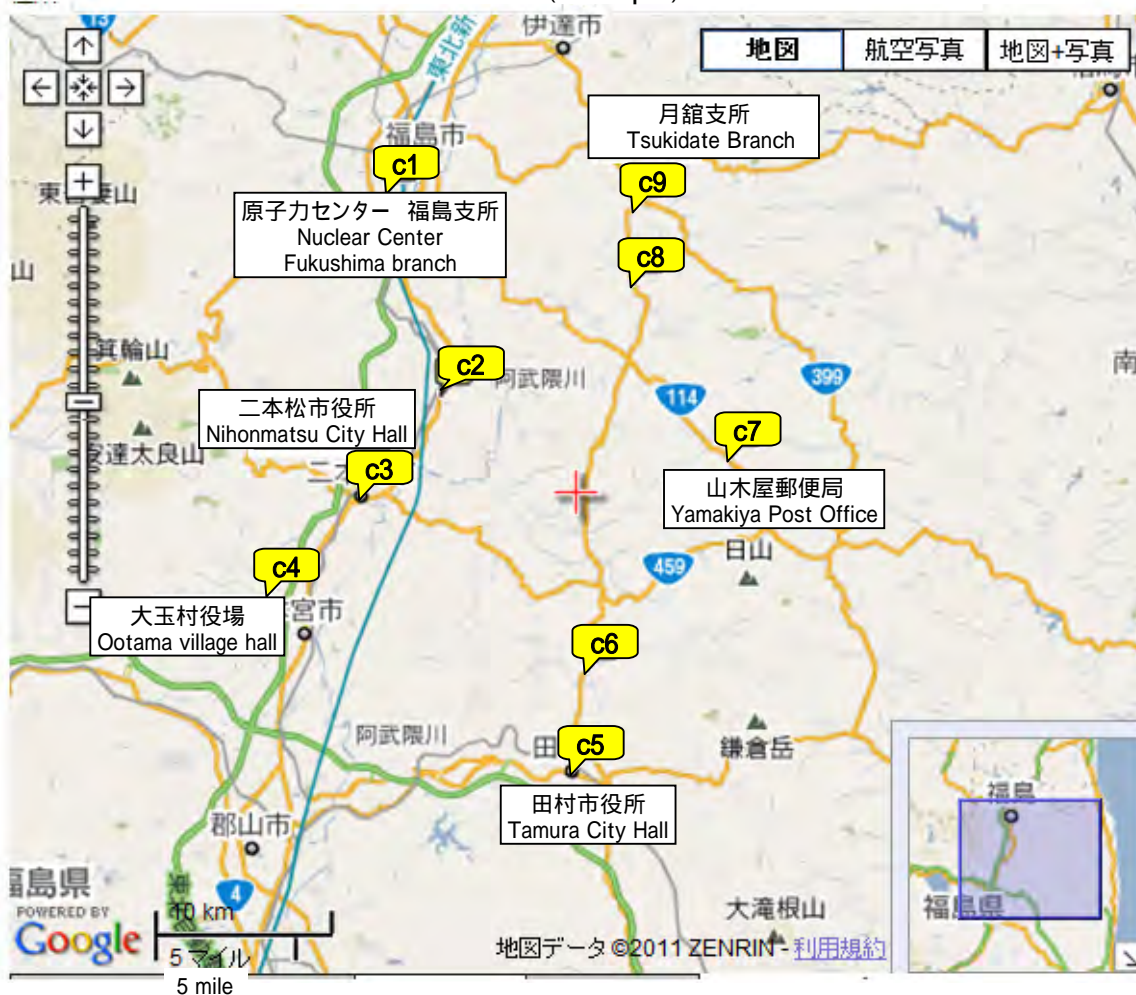 13
伊達市
東北新
地図
航空写真
地図+写真
福島市
月舘支所
Tsukidate Branch
c1
c9
原子力センター 福島支所
Nuclear Center
Fukushima branch
c8
山
箕輪山
c2
阿武隈川
399
南
114
二本松市役所
Nihonmatsu City Hall
c7
安達太良山
c3
山木屋郵便局
Yamakiya Post Office
日山
459
c4
大玉村役場
Ootama village hall
宮市
c6
阿武隈川
田
c5
鎌倉岳
田村市役所
Tamura City Hall
福島
郡山市
4
福島県
POWERED BY
Google
10 km
5 マイル
5 mile
大滝根山
福島県
地図データ ©2011 ZENRIN - 利用規約